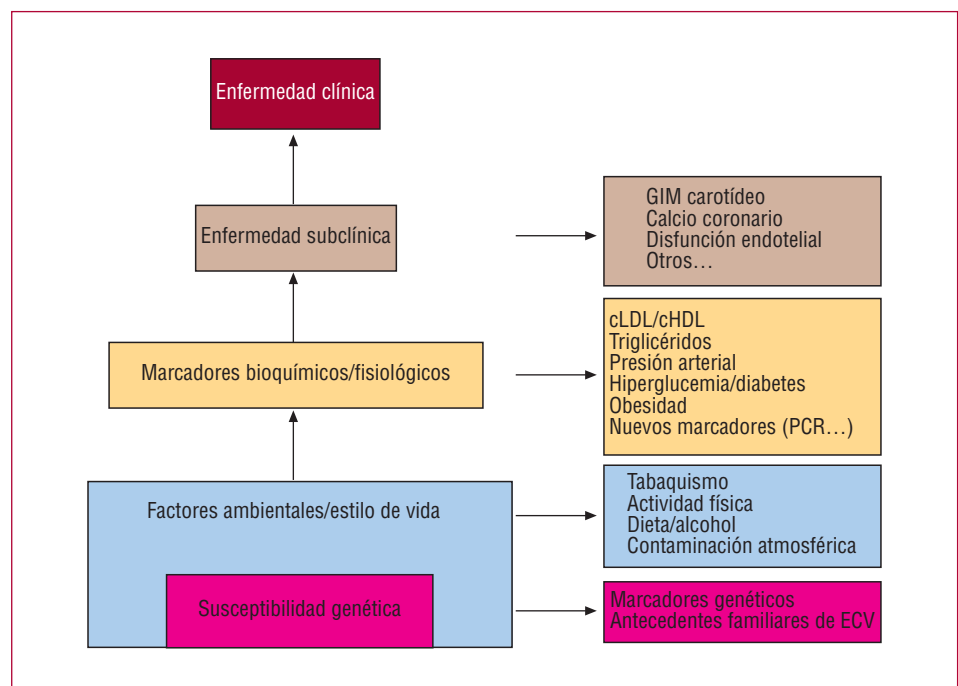 Enfermedad clínica
Enfermedad subclínica
GIM carotídeo
Calcio coronario
Disfunción endotelial
Otros…
Marcadores bioquímicos/fisiológicos
cLDL/cHDL
Triglicéridos
Presión arterial
Hiperglucemia/diabetes
Obesidad
Nuevos marcadores (PCR…)
Factores ambientales/estilo de vida
Tabaquismo
Actividad física
Dieta/alcohol
Contaminación atmosférica
Susceptibilidad genética
Marcadores genéticos
Antecedentes familiares de ECV